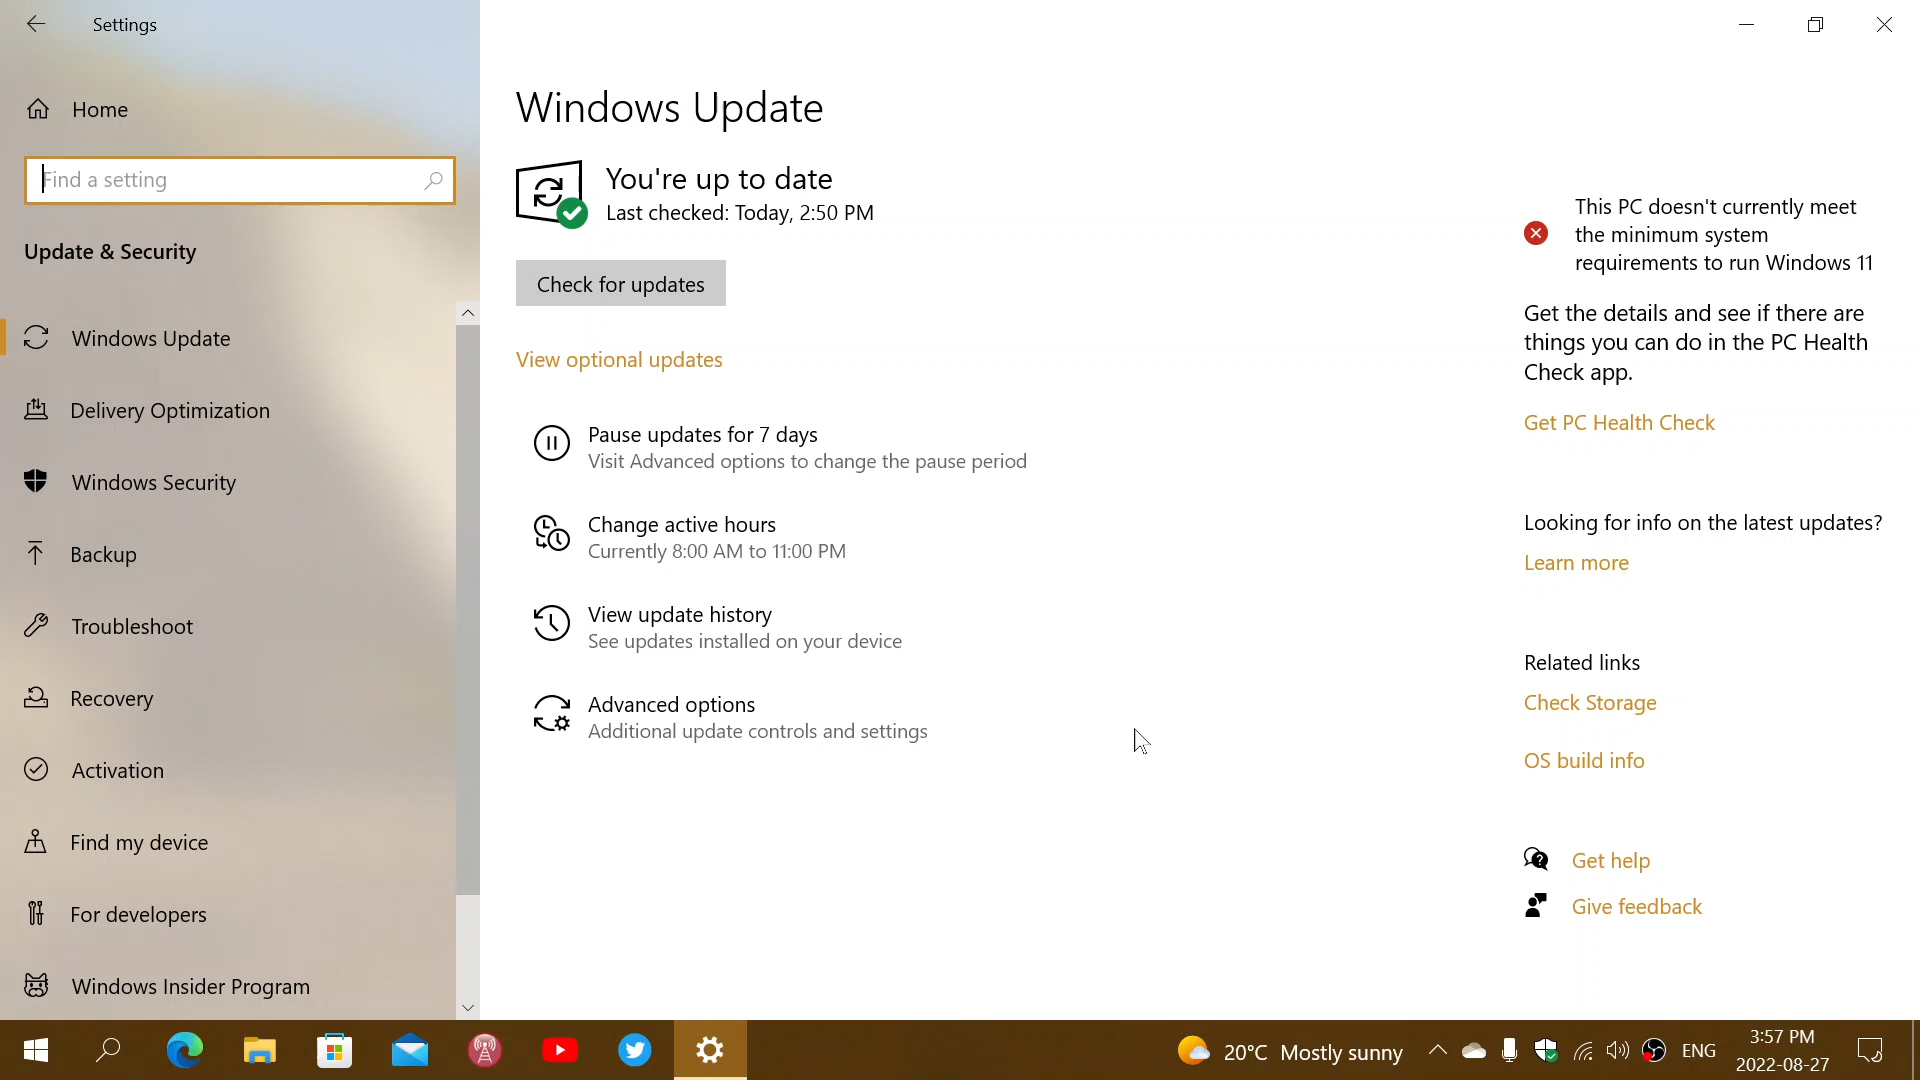 Settings
Home
Find a setting
Update & Security
Windows Update
Delivery Optimization
Windows Security
Backup
Troubleshoot
Recovery
Activation
Find my device
For developers
Windows Insider Program
Windows Update
You're up to date
Last checked: Today, 2:50 PM
Check for updates
View optional updates
Pause updates for 7 days
Visit Advanced options to change the pause period
Change active hours
Currently 8:00 AM to 11:00 PM
View update history
See updates installed on your device
Advanced options
Additional update controls and settings
This PC doesn't currently meet
the minimum system
requirements to run Windows 11
Get the details and see if there are
things you can do in the PC Health
Check app.
Get PC Health Check
Looking for info on the latest updates?
Learn more
Related links
Check Storage
OS build info
Get help
Give feedback
20°C Mostly sunny
ENG
3:57 PM
2022-08-27